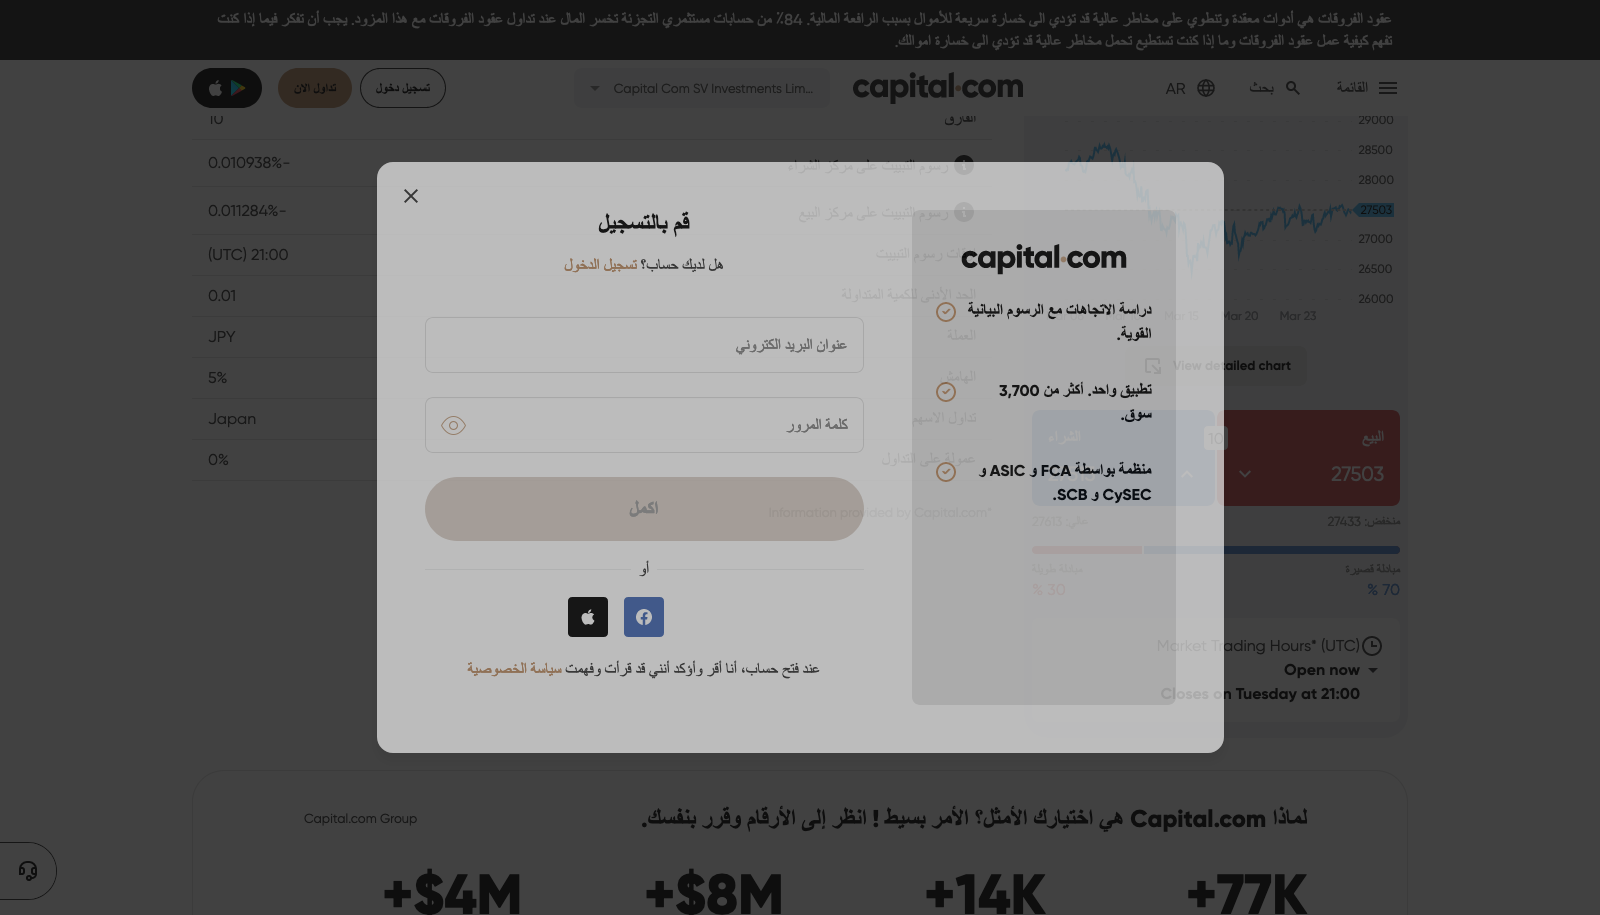 عقود الفروقات هي أدوات معقدة وتنطوي على مخاطر عالية قد تؤدي الى خسارة سريعة للأموال بسبب الرافعة المالية. 84٪ من حسابات مستثمري التجزئة تخسر المال عند تداول عقود الفروقات مع هذا المزود. يجب أن تفكر فيما إذا كنت
تفهم كيفية عمل عقود الفروقات وما إذا كنت تستطيع تحمل مخاطر عالية قد تؤدي الى خسارة اموالك.
القائمة
بحث
AR
capital.com
Capital Com SV Investments Lim...
تسجيل دخول
تداول الآن
الفارق
10
رسوم التبييت على مركز الشراء
0.010938%-
رسوم التبييت على مركز البيع
0.011284%-
وقت رسوم التبييت
(UTC) 21:00
الحد الأدنى للكمية المتداولة
0.01
العملة
JPY
الهامش
5%
تداول الأسهم
Japan
عمولة على التداول
0%
Information provided by Capital.com*
29000
28500
28000
27503
27000
26500
26000
Mar 15
Mar 20
Mar 23
View detailed chart
البيع
27503
10
الشراء
منخفض: 27433
عالي: 27613
مبادلة قصيرة
مبادلة طويلة
% 70
% 30
Market Trading Hours* (UTC)
Open now
Closes on Tuesday at 21:00
قم بالتسجيل
هل لديك حساب؟ تسجيل الدخول
عنوان البريد الكتروني
كلمة المرور
اكمل
أو
عند فتح حساب، أنا أقر وأؤكد أنني قد قرأت وفهمت سياسة الخصوصية
capital.com
دراسة الاتجاهات مع الرسوم البيانية
القوية.
تطبيق واحد. أكثر من 3,700
سوق.
منظمة بواسطة FCA و ASIC و
CySEC و SCB.
لماذا Capital.com هي اختيارك الأمثل؟ الأمر بسيط ! انظر إلى الأرقام وقرر بنفسك.
Capital.com Group
+77K
+14K
+$8M
+$4M